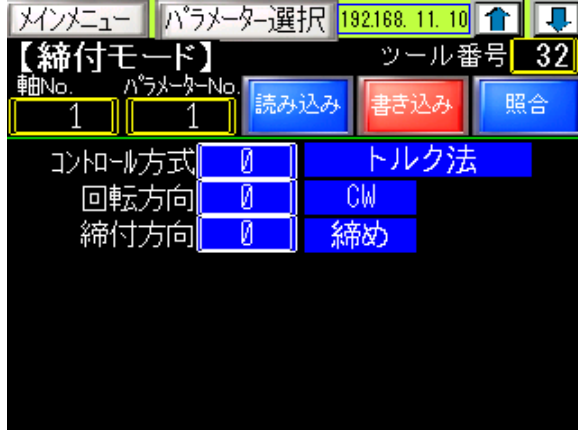 メインメニュー パラメーター選択 192.168. 11. 10
【締付モード】 ツール番号 32
軸No. パラメーターNo. 読み込み 書き込み 照合
1 1
コントロール方式 0 トルク法
回転方向 0 CW
締付方向 0 締め